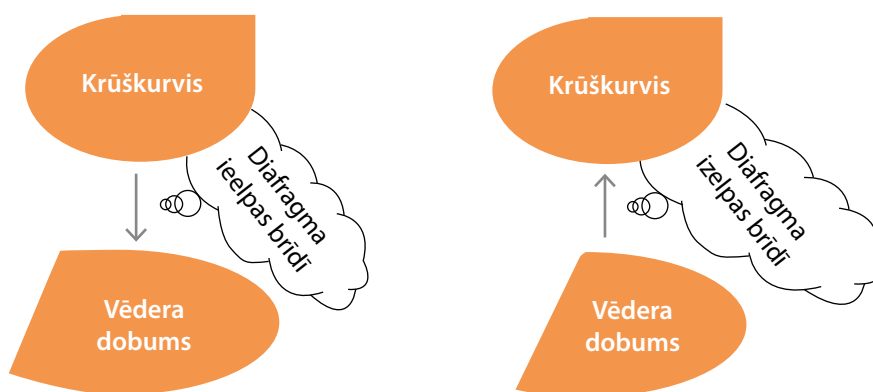 Krūškurvis
Diafragma
ieelpas brīdī
Vēdera
dobums
Krūškurvis
Diafragma
izelpas brīdī
Vēdera
dobums